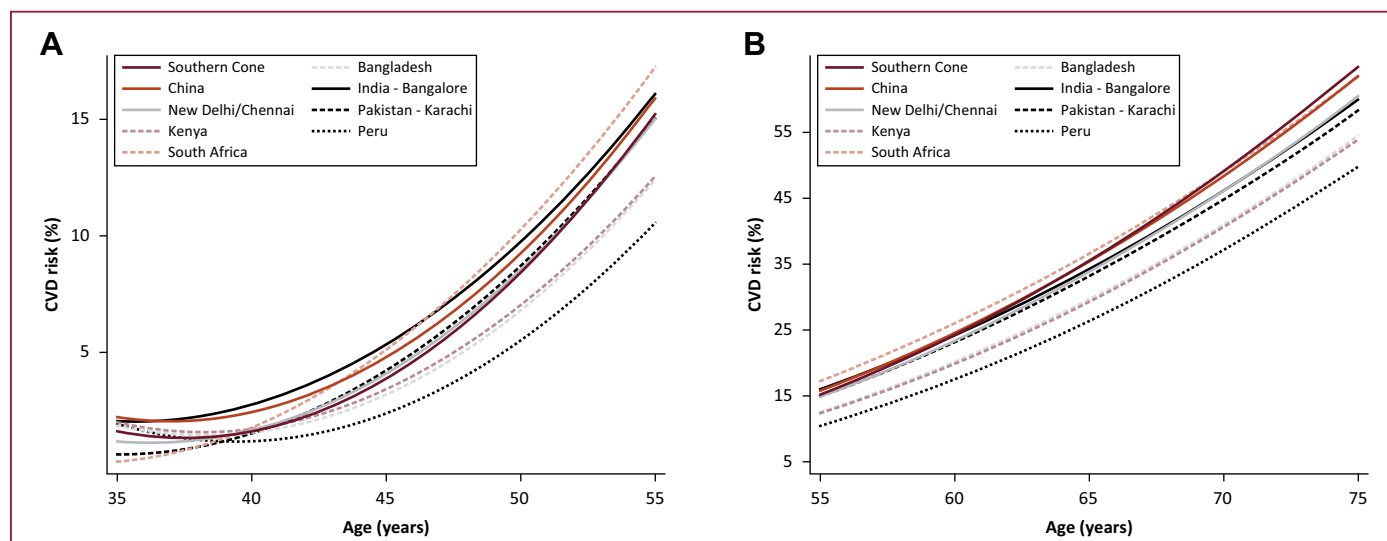 A
Southern Cone
China
New Delhi/Chennai
Kenya
South Africa
Bangladesh
India - Bangalore
Pakistan - Karachi
Peru
CVD risk (%)
15
10
5
35 40 45 50 55
Age (years)
B
Southern Cone
China
New Delhi/Chennai
Kenya
South Africa
Bangladesh
India - Bangalore
Pakistan - Karachi
Peru
CVD risk (%)
55
45
35
25
15
5
55 60 65 70 75
Age (years)